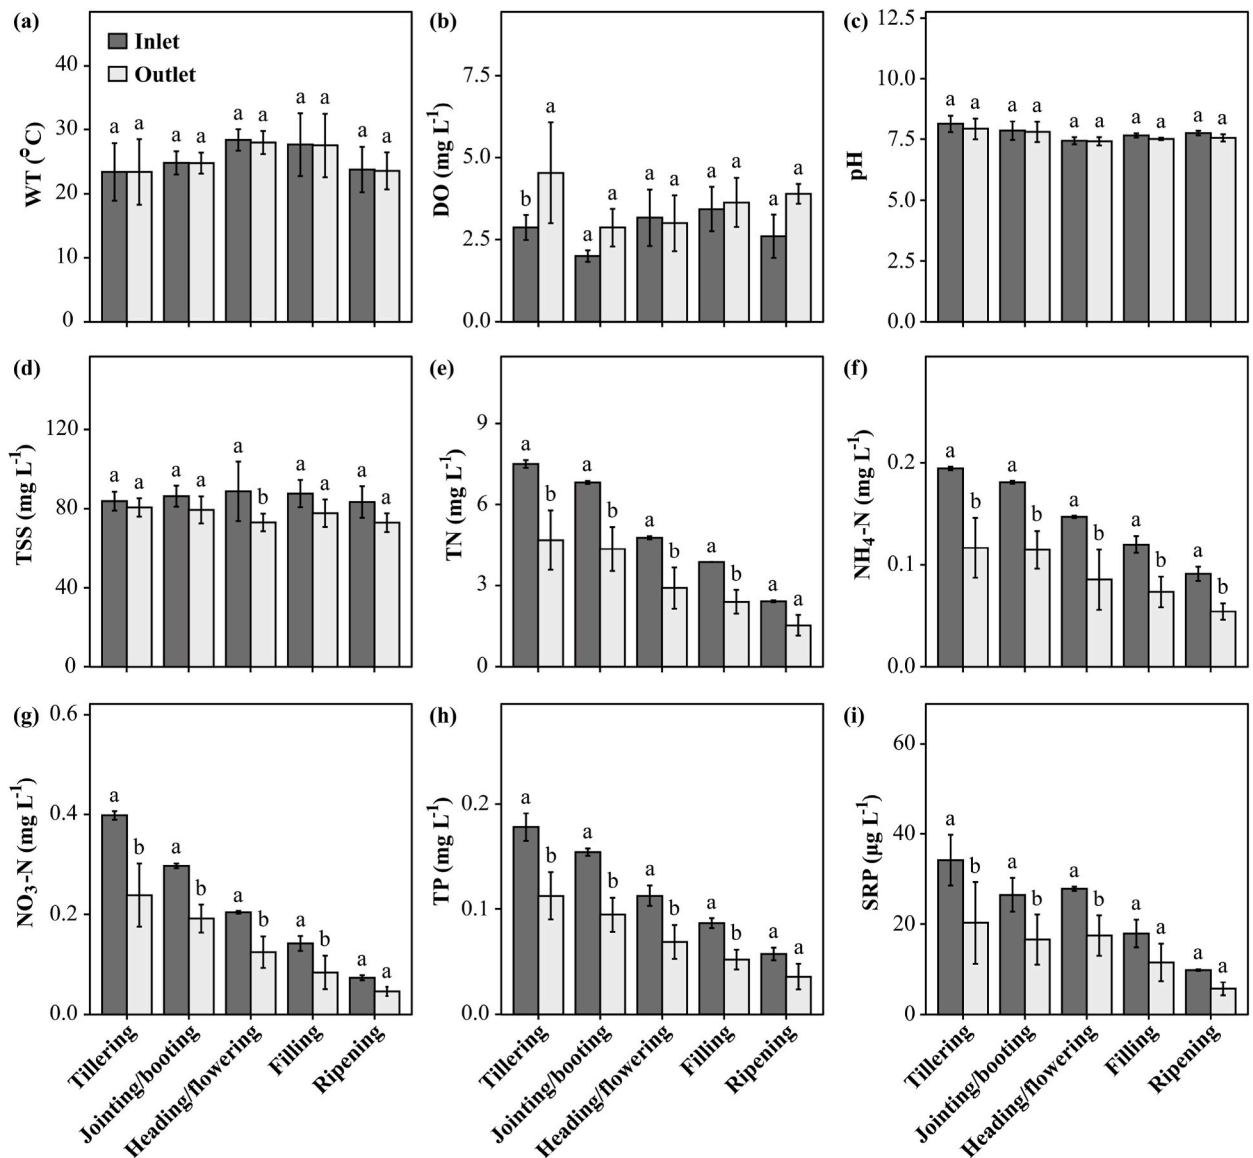 (a)
WT (°C)
40
30
20
10
0
Inlet
Outlet
a a a a a a a a a a
(b)
DO (mg L-1)
7.5
5.0
2.5
0.0
b a a a a a a a a a
(c)
pH
12.5
10.0
7.5
5.0
2.5
0.0
a a a a a a a a a a
(d)
TSS (mg L-1)
120
80
40
0
a a a a a b a a a a
(e)
TN (mg L-1)
9
6
3
0
a b a b a b a b a a
(f)
NH4-N (mg L-1)
0.2
0.1
0.0
a b a b a b a b a b
(g)
NO3-N (mg L-1)
0.6
0.4
0.2
0.0
a b a b a b a b a a
Tillering
Jointing/booting
Heading/flowering
Filling
Ripening
(h)
TP (mg L-1)
0.2
0.1
0.0
a b a b a b a b a a
Tillering
Jointing/booting
Heading/flowering
Filling
Ripening
(i)
SRP (µg L-1)
60
40
20
0
a b a b a b a a a a
Tillering
Jointing/booting
Heading/flowering
Filling
Ripening